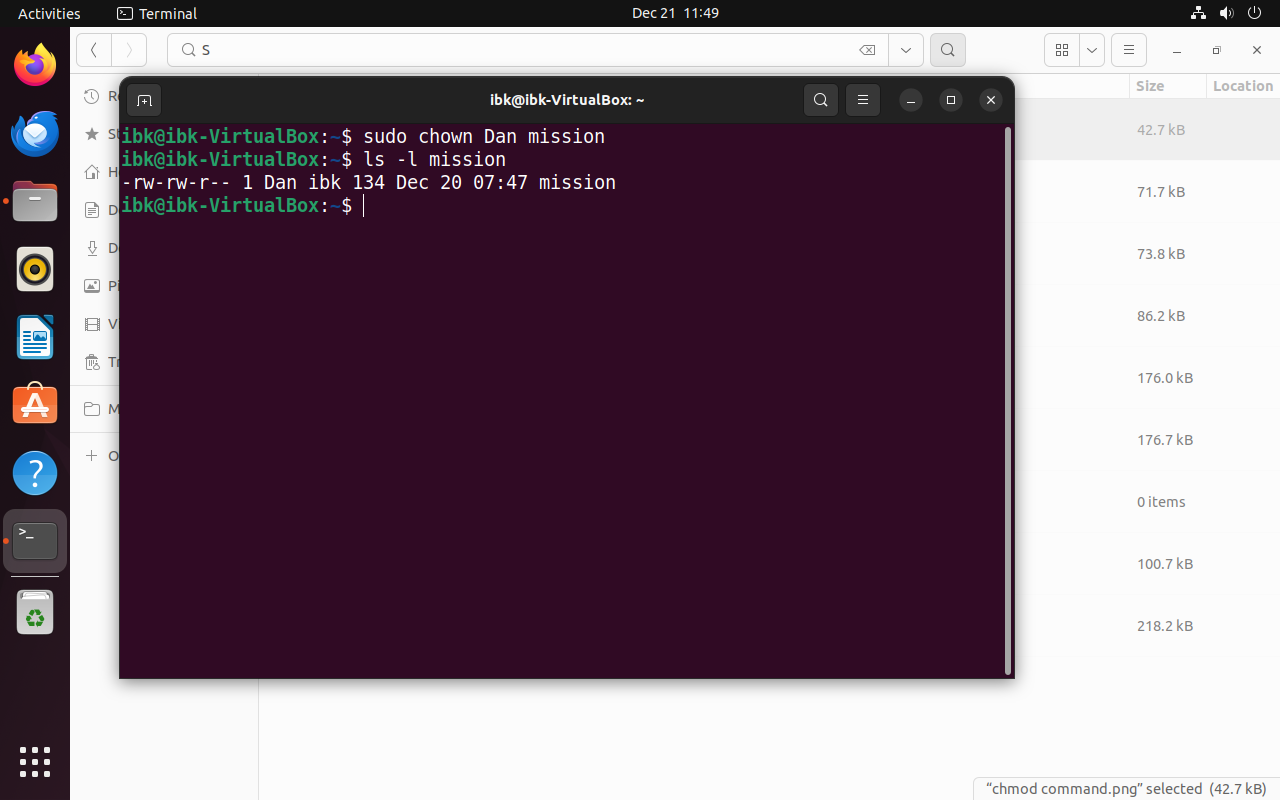 Activities Terminal Dec 21 11:49
S
Size Location
ibk@ibk-VirtualBox: ~
ibk@ibk-VirtualBox:~$ sudo chown Dan mission
ibk@ibk-VirtualBox:~$ ls -l mission
-rw-rw-r-- 1 Dan ibk 134 Dec 20 07:47 mission
ibk@ibk-VirtualBox:~$
42.7 kB
71.7 kB
73.8 kB
86.2 kB
176.0 kB
176.7 kB
0 items
100.7 kB
218.2 kB
“chmod command.png” selected (42.7 kB)